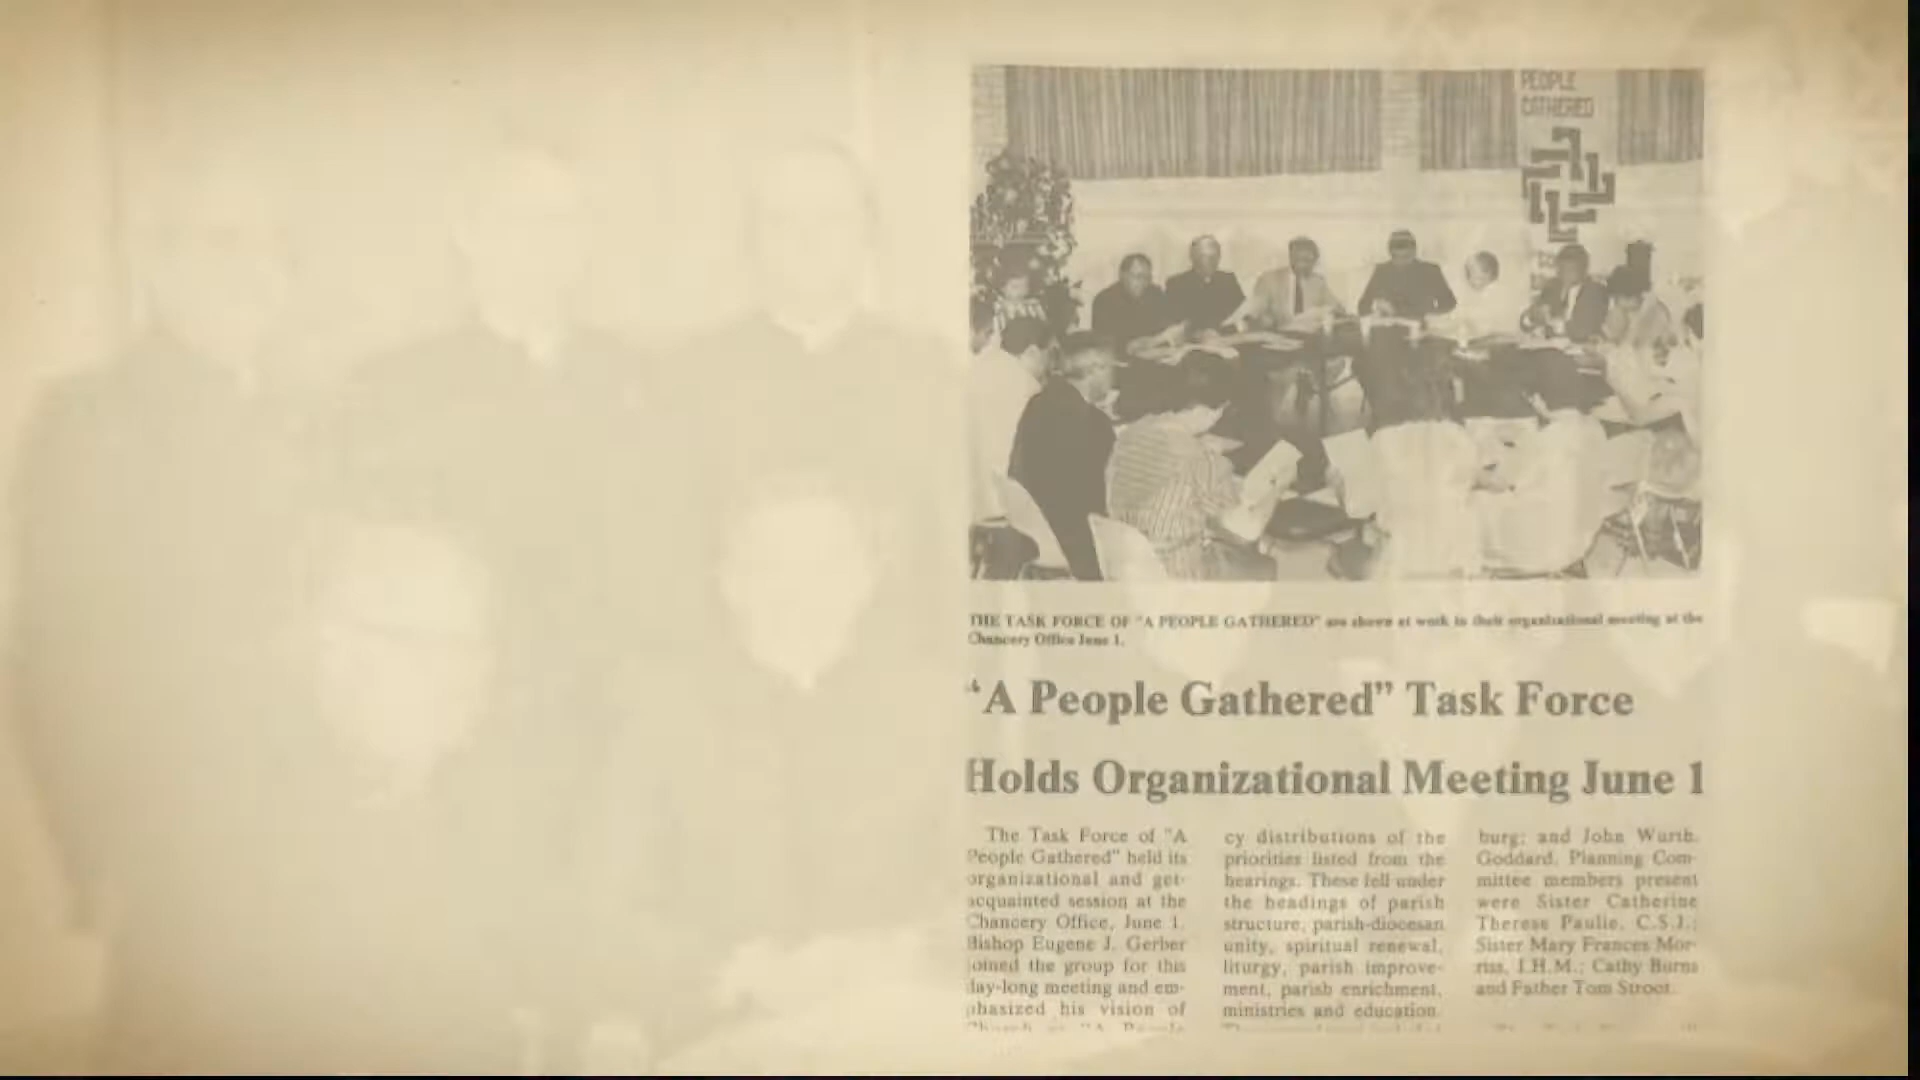 PEOPLE
GATHERED
THE TASK FORCE OF "A PEOPLE GATHERED" are shown at work in their organizational meeting at the
Chancery Office June 1.
"A People Gathered" Task Force
Holds Organizational Meeting June 1
The Task Force of "A
People Gathered" held its
organizational and get-
acquainted session at the
Chancery Office, June 1.
Bishop Eugene J. Gerber
joined the group for this
day-long meeting and em-
phasized his vision of
cy distributions of the
priorities listed from the
hearings. These fell under
the headings of parish
structure, parish-diocesan
unity, spiritual renewal,
liturgy, parish improve-
ment, parish enrichment,
ministries and education.
burg; and John Wurth,
Goddard. Planning Com-
mittee members present
were Sister Catherine
Therese Paulie, C.S.J.;
Sister Mary Frances Mor-
riss, I.H.M.; Cathy Burns
and Father Tom Stroot.